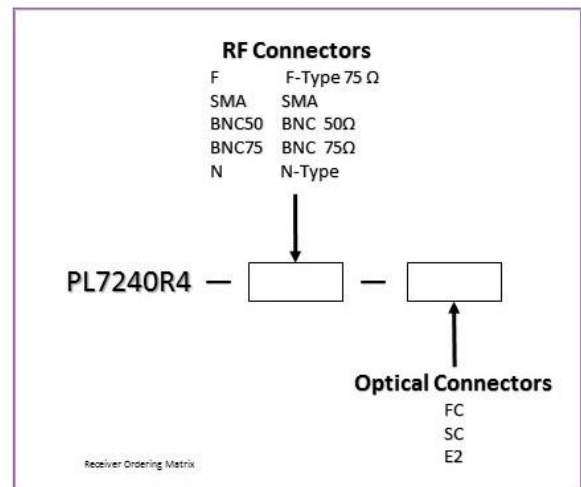 RF Connectors
F F-Type 75 Ω
SMA SMA
BNC50 BNC 50Ω
BNC75 BNC 75Ω
N N-Type
PL7240R4 — —
Optical Connectors
FC
SC
E2
Receiver Ordering Matrix